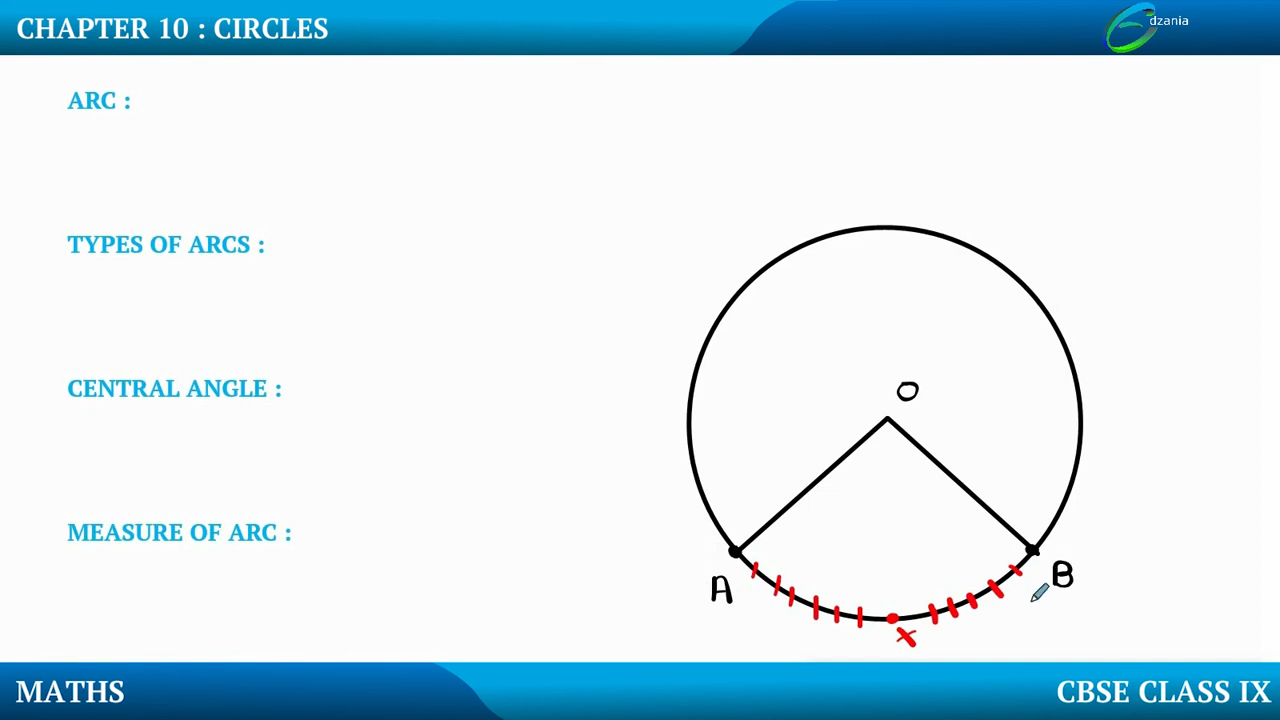 CHAPTER 10 : CIRCLES
dzania
ARC :
TYPES OF ARCS :
CENTRAL ANGLE :
MEASURE OF ARC :
O
A
B
X
MATHS
CBSE CLASS IX